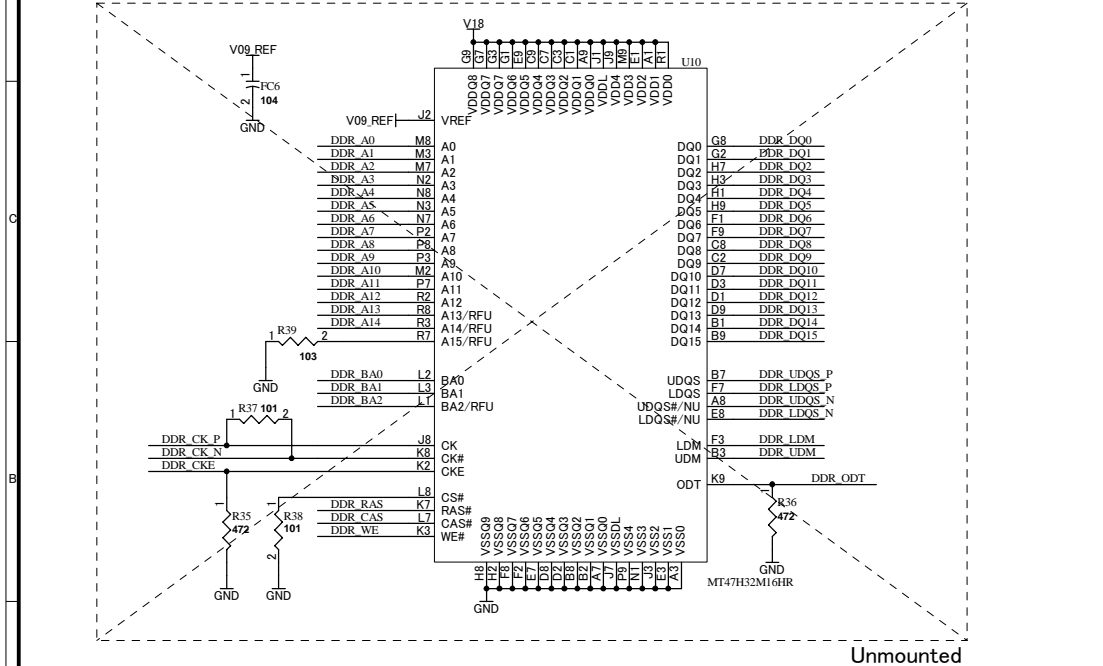 V18
G9 G7 G3 G1 E9 C9 C7 C3 C1 A9 J1 J9 M9 E1 A1 R1
U10
VDDQ8 VDDQ7 VDDQ7 VDDQ6 VDDQ5 VDDQ4 VDDQ3 VDDQ2 VDDQ1 VDDQ0 VDDL VDD4 VDD3 VDD2 VDD1 VDD0
V09_REF
1
FC6
104
2
GND
V09_REF J2 VREF
DDR_A0 M8 A0 DQ0 G8 DDR_DQ0
DDR_A1 M3 A1 DQ1 G2 DDR_DQ1
DDR_A2 M7 A2 DQ2 H7 DDR_DQ2
DDR_A3 N2 A3 DQ3 H3 DDR_DQ3
DDR_A4 N8 A4 DQ4 H1 DDR_DQ4
DDR_A5 N3 A5 DQ5 H9 DDR_DQ5
DDR_A6 N7 A6 DQ6 F1 DDR_DQ6
DDR_A7 P2 A7 DQ7 F9 DDR_DQ7
DDR_A8 P8 A8 DQ8 C8 DDR_DQ8
DDR_A9 P3 A9 DQ9 C2 DDR_DQ9
DDR_A10 M2 A10 DQ10 D7 DDR_DQ10
DDR_A11 P7 A11 DQ11 D3 DDR_DQ11
DDR_A12 R2 A12 DQ12 D1 DDR_DQ12
DDR_A13 R8 A13/RFU DQ13 D9 DDR_DQ13
DDR_A14 R3 A14/RFU DQ14 B1 DDR_DQ14
R7 A15/RFU DQ15 B9 DDR_DQ15
C
1 R39 2
103
GND
DDR_BA0 L2 BA0 UDQS B7 DDR_UDQS_P
DDR_BA1 L3 BA1 LDQS F7 DDR_LDQS_P
DDR_BA2 L1 BA2/RFU UDQS#/NU A8 DDR_UDQS_N
LDQS#/NU E8 DDR_LDQS_N
1 R37 101 2
DDR_CK_P J8 CK LDM F3 DDR_LDM
DDR_CK_N K8 CK# UDM B3 DDR_UDM
DDR_CKE K2 CKE
B
ODT K9 DDR_ODT
L8 CS#
DDR_RAS K7 RAS#
DDR_CAS L7 CAS#
DDR_WE K3 WE#
1
R35
472
2
GND
1
R38
101
2
GND
1
R36
472
2
GND
VSSQ9 VSSQ8 VSSQ7 VSSQ6 VSSQ5 VSSQ4 VSSQ3 VSSQ2 VSSQ1 VSSQ0 VSSDL VSS4 VSS3 VSS2 VSS1 VSS0
H8 H2 F8 F2 E7 D8 D2 B8 B2 A7 J7 P9 N1 J3 E3 A3
MT47H32M16HR
GND
Unmounted